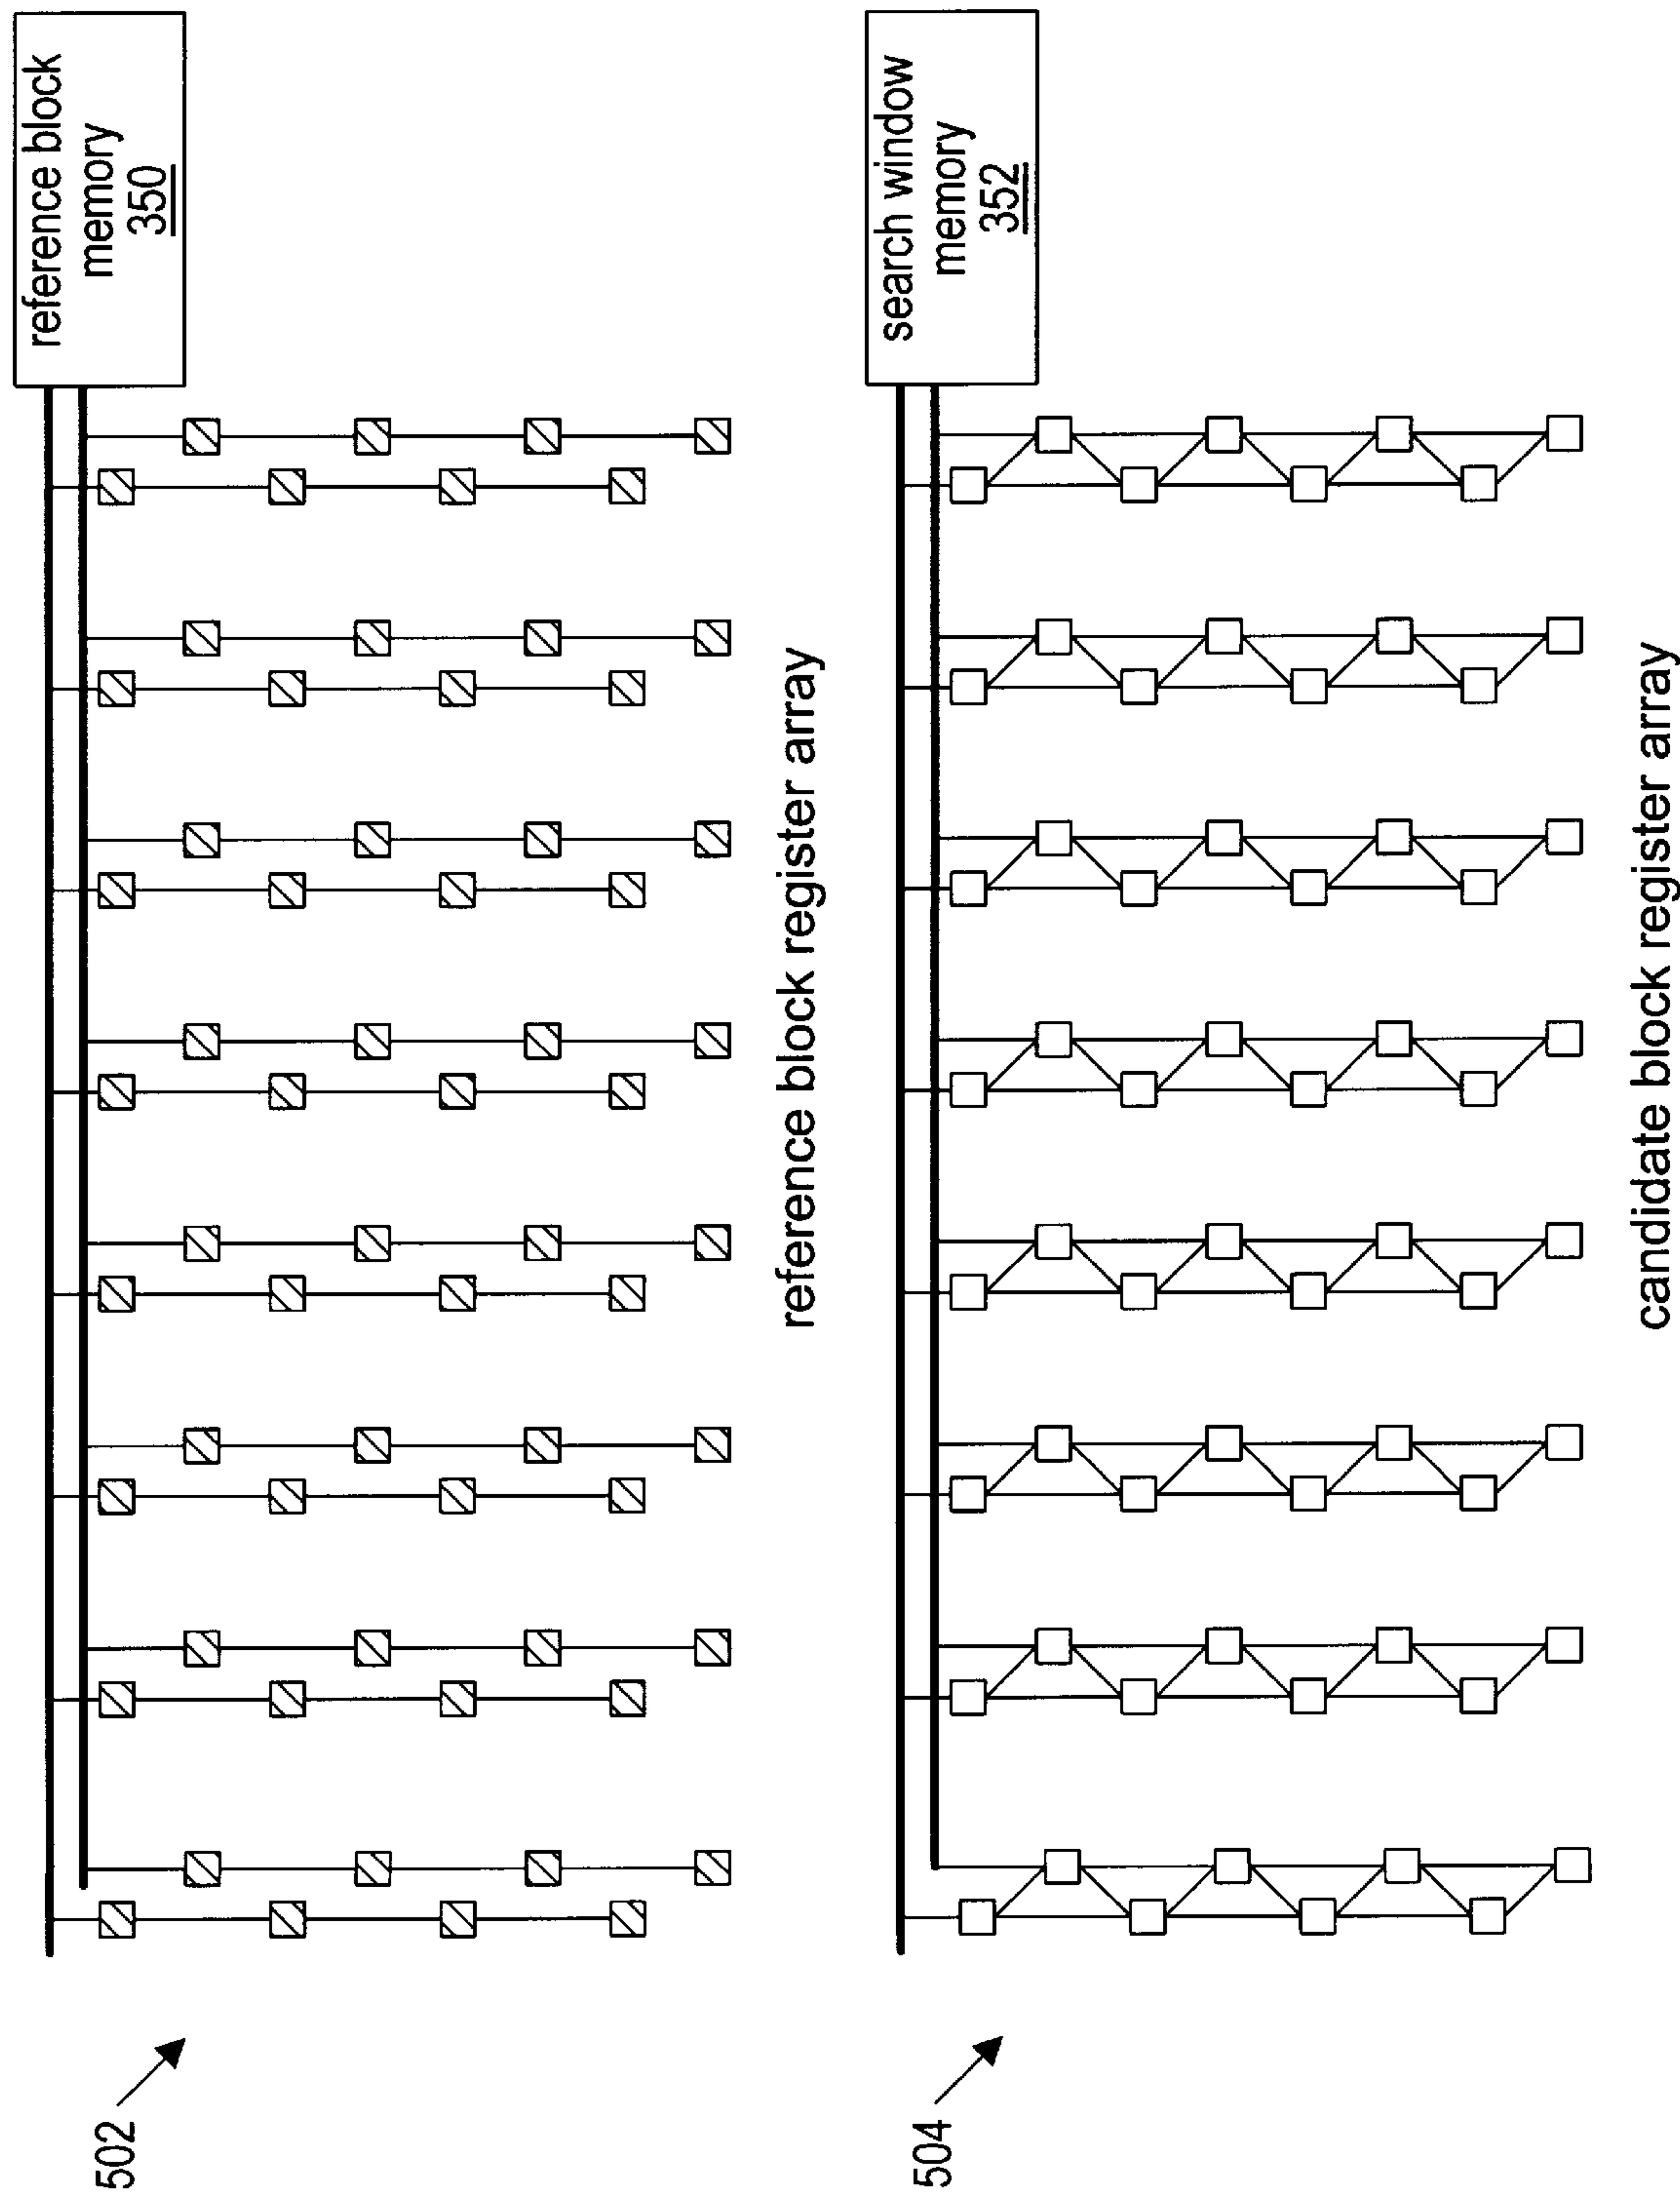 reference block
memory
350
502
reference block register array
search window
memory
352
504
candidate block register array